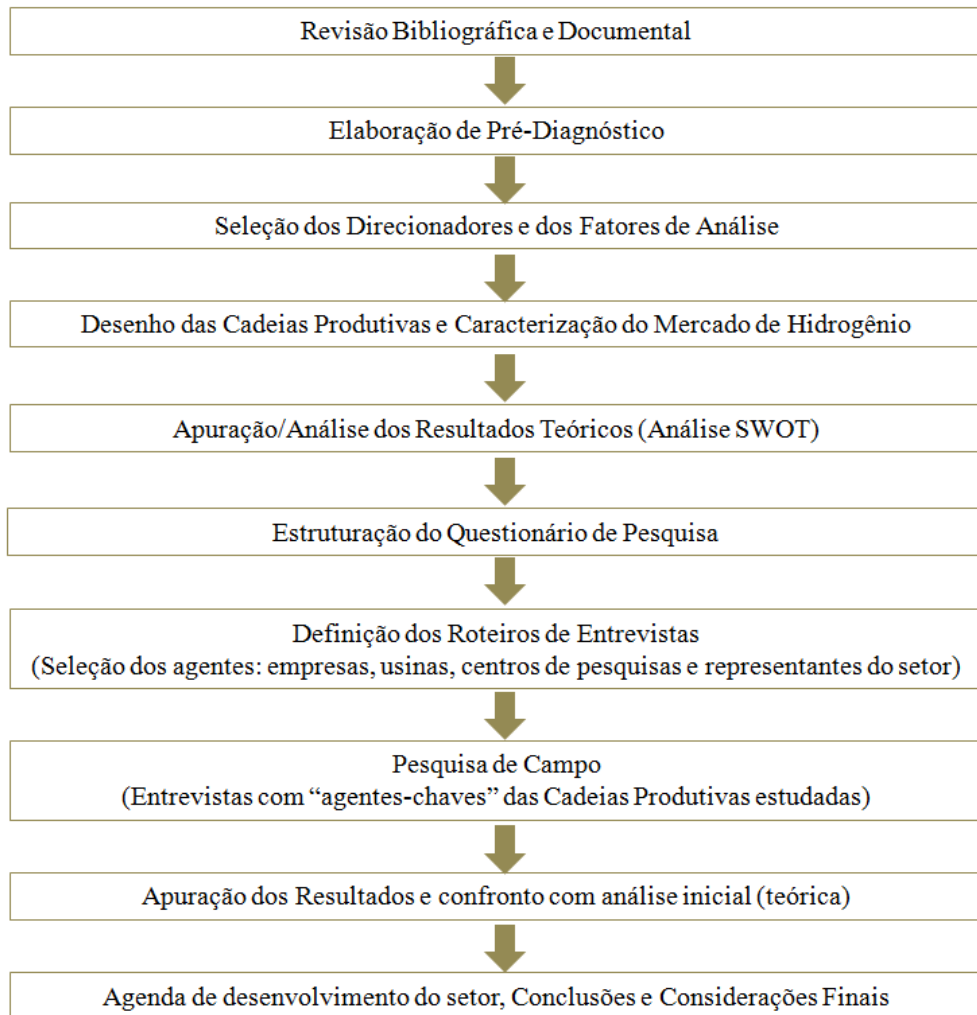 Revisão Bibliográfica e Documental
Elaboração de Pré-Diagnóstico
Seleção dos Direcionadores e dos Fatores de Análise
Desenho das Cadeias Produtivas e Caracterização do Mercado de Hidrogênio
Apuração/Análise dos Resultados Teóricos (Análise SWOT)
Estruturação do Questionário de Pesquisa
Definição dos Roteiros de Entrevistas
(Seleção dos agentes: empresas, usinas, centros de pesquisas e representantes do setor)
Pesquisa de Campo
(Entrevistas com “agentes-chaves” das Cadeias Produtivas estudadas)
Apuração dos Resultados e confronto com análise inicial (teórica)
Agenda de desenvolvimento do setor, Conclusões e Considerações Finais